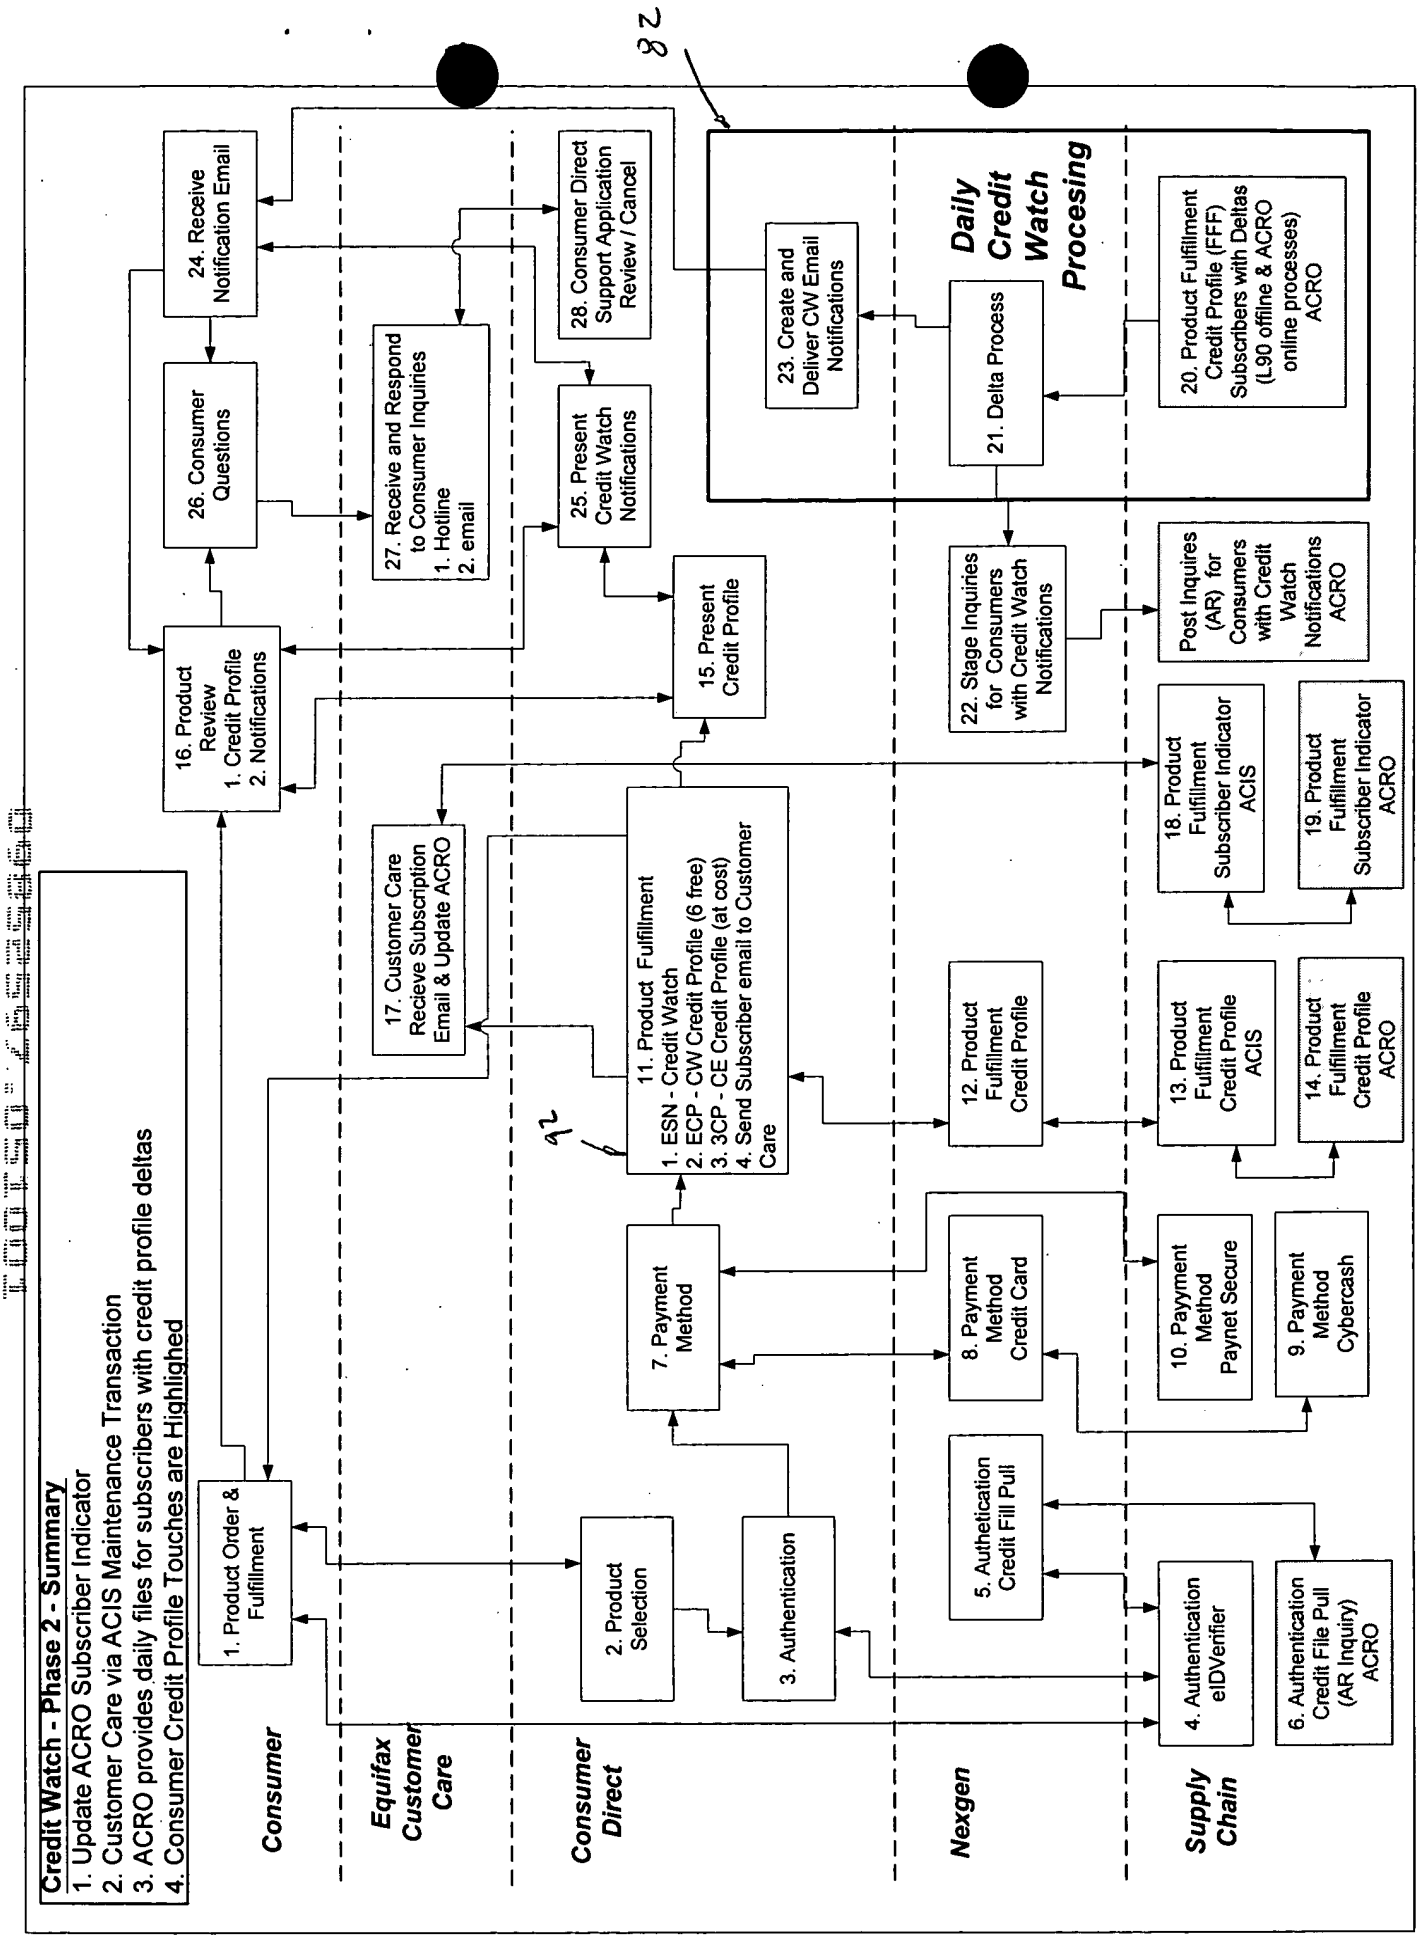 Credit Watch - Phase 2 - Summary
1. Update ACRO Subscriber Indicator
2. Customer Care via ACIS Maintenance Transaction
3. ACRO provides daily files for subscribers with credit profile deltas
4. Consumer Credit Profile Touches are Highlighed
Consumer
1. Product Order &
Fulfillment
16. Product
Review
1. Credit Profile
2. Notifications
26. Consumer
Questions
24. Receive
Notification Email
Equifax
Customer
Care
17. Customer Care
Recieve Subscription
Email & Update ACRO
27. Receive and Respond
to Consumer Inquiries
1. Hotline
2. email
Consumer
Direct
2. Product
Selection
3. Authentication
7. Payment
Method
92
11. Product Fulfillment
1. ESN - Credit Watch
2. ECP - CW Credit Profile (6 free)
3. 3CP - CE Credit Profile (at cost)
4. Send Subscriber email to Customer
Care
15. Present
Credit Profile
25. Present
Credit Watch
Notifications
28. Consumer Direct
Support Application
Review / Cancel
82
23. Create and
Deliver CW Email
Notifications
Nexgen
5. Authetication
Credit Fill Pull
8. Payment
Method
Credit Card
12. Product
Fulfillment
Credit Profile
22. Stage Inquiries
for Consumers
with Credit Watch
Notifications
21. Delta Process
Daily
Credit
Watch
Procesing
Supply
Chain
4. Authentication
eIDVerifier
6. Authentication
Credit File Pull
(AR Inquiry)
ACRO
10. Payyment
Method
Paynet Secure
9. Payment
Method
Cybercash
13. Product
Fulfillment
Credit Profile
ACIS
14. Product
Fulfillment
Credit Profile
ACRO
18. Product
Fulfillment
Subscriber Indicator
ACIS
19. Product
Fulfillment
Subscriber Indicator
ACRO
Post Inquires
(AR) for
Consumers
with Credit
Watch
Notifications
ACRO
20. Product Fulfillment
Credit Profile (FFF)
Subscribers with Deltas
(L90 offline & ACRO
online processes)
ACRO